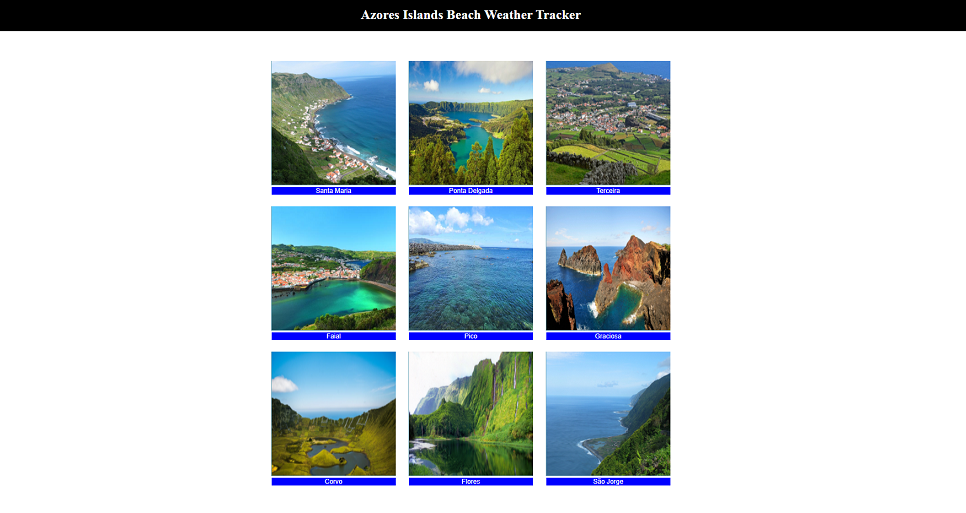 Azores Islands Beach Weather Tracker
Santa Maria
Ponta Delgada
Terceira
Faial
Pico
Graciosa
Corvo
Flores
São Jorge